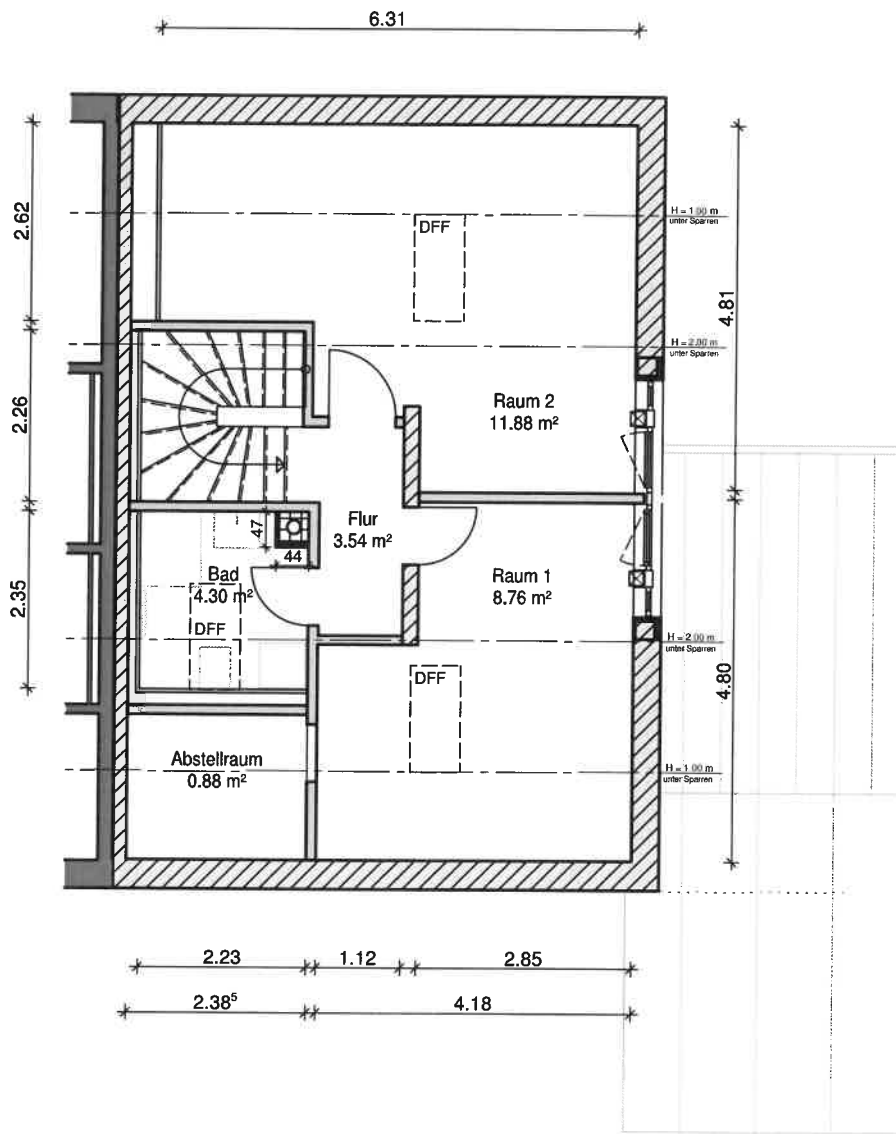 6.31
2.62
DFF
H = 1.00 m
unter Sparren
4.81
H = 2.00 m
unter Sparren
2.26
Raum 2
11.88 m²
47
44
Flur
3.54 m²
Bad
4.30 m²
DFF
Raum 1
8.76 m²
2.35
H = 2.00 m
unter Sparren
DFF
4.80
Abstellraum
0.88 m²
H = 1.00 m
unter Sparren
2.23
1.12
2.85
2.38⁵
4.18